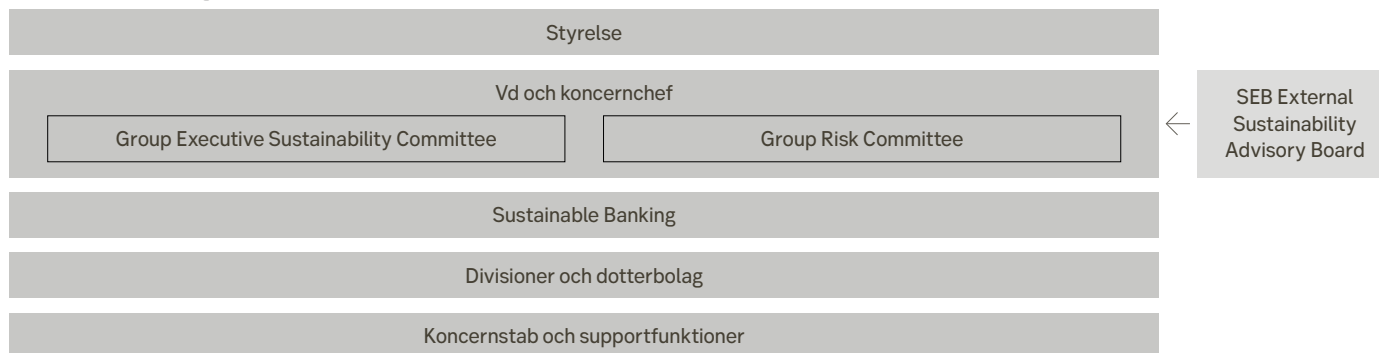 Styrelse
Vd och koncernchef
Group Executive Sustainability Committee
Group Risk Committee
SEB External
Sustainability
Advisory Board
Sustainable Banking
Divisioner och dotterbolag
Koncernstab och supportfunktioner